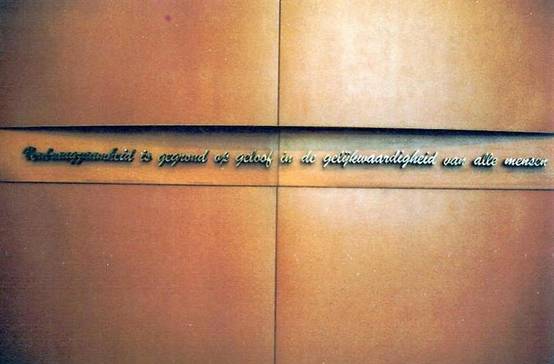 Verdraagzaamheid is gegrond op geloof in de gelijkwaardigheid van alle mensen